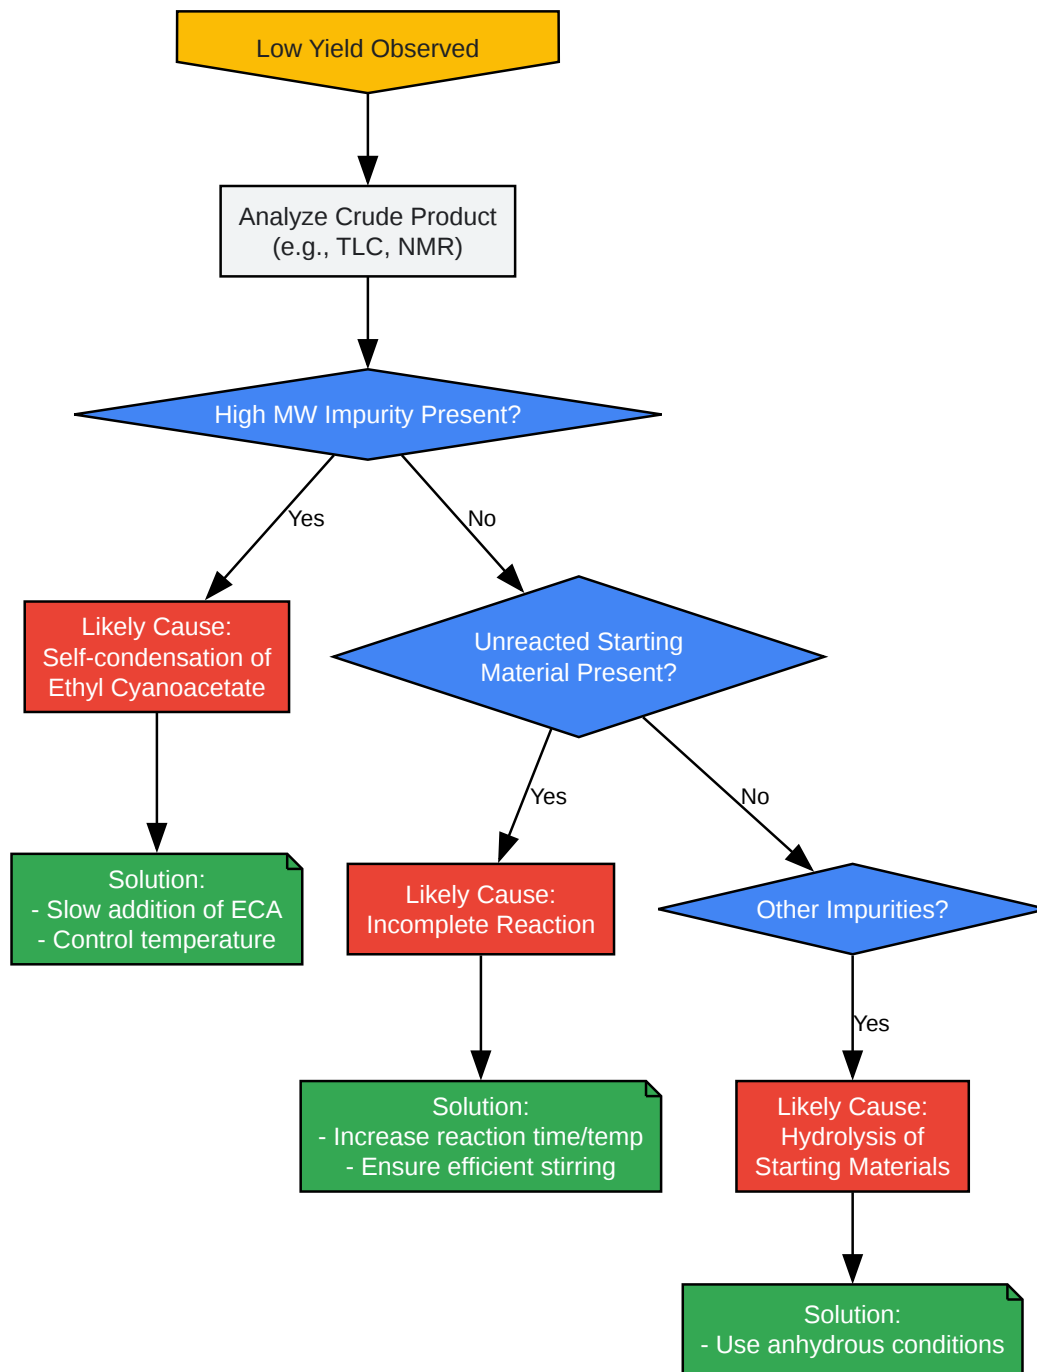 Low Yield Observed
Analyze Crude Product
(e.g., TLC, NMR)
High MW Impurity Present?
Yes
No
Likely Cause:
Self-condensation of
Ethyl Cyanoacetate
Unreacted Starting
Material Present?
Yes
No
Solution:
- Slow addition of ECA
- Control temperature
Likely Cause:
Incomplete Reaction
Other Impurities?
Yes
Solution:
- Increase reaction time/temp
- Ensure efficient stirring
Likely Cause:
Hydrolysis of
Starting Materials
Solution:
- Use anhydrous conditions